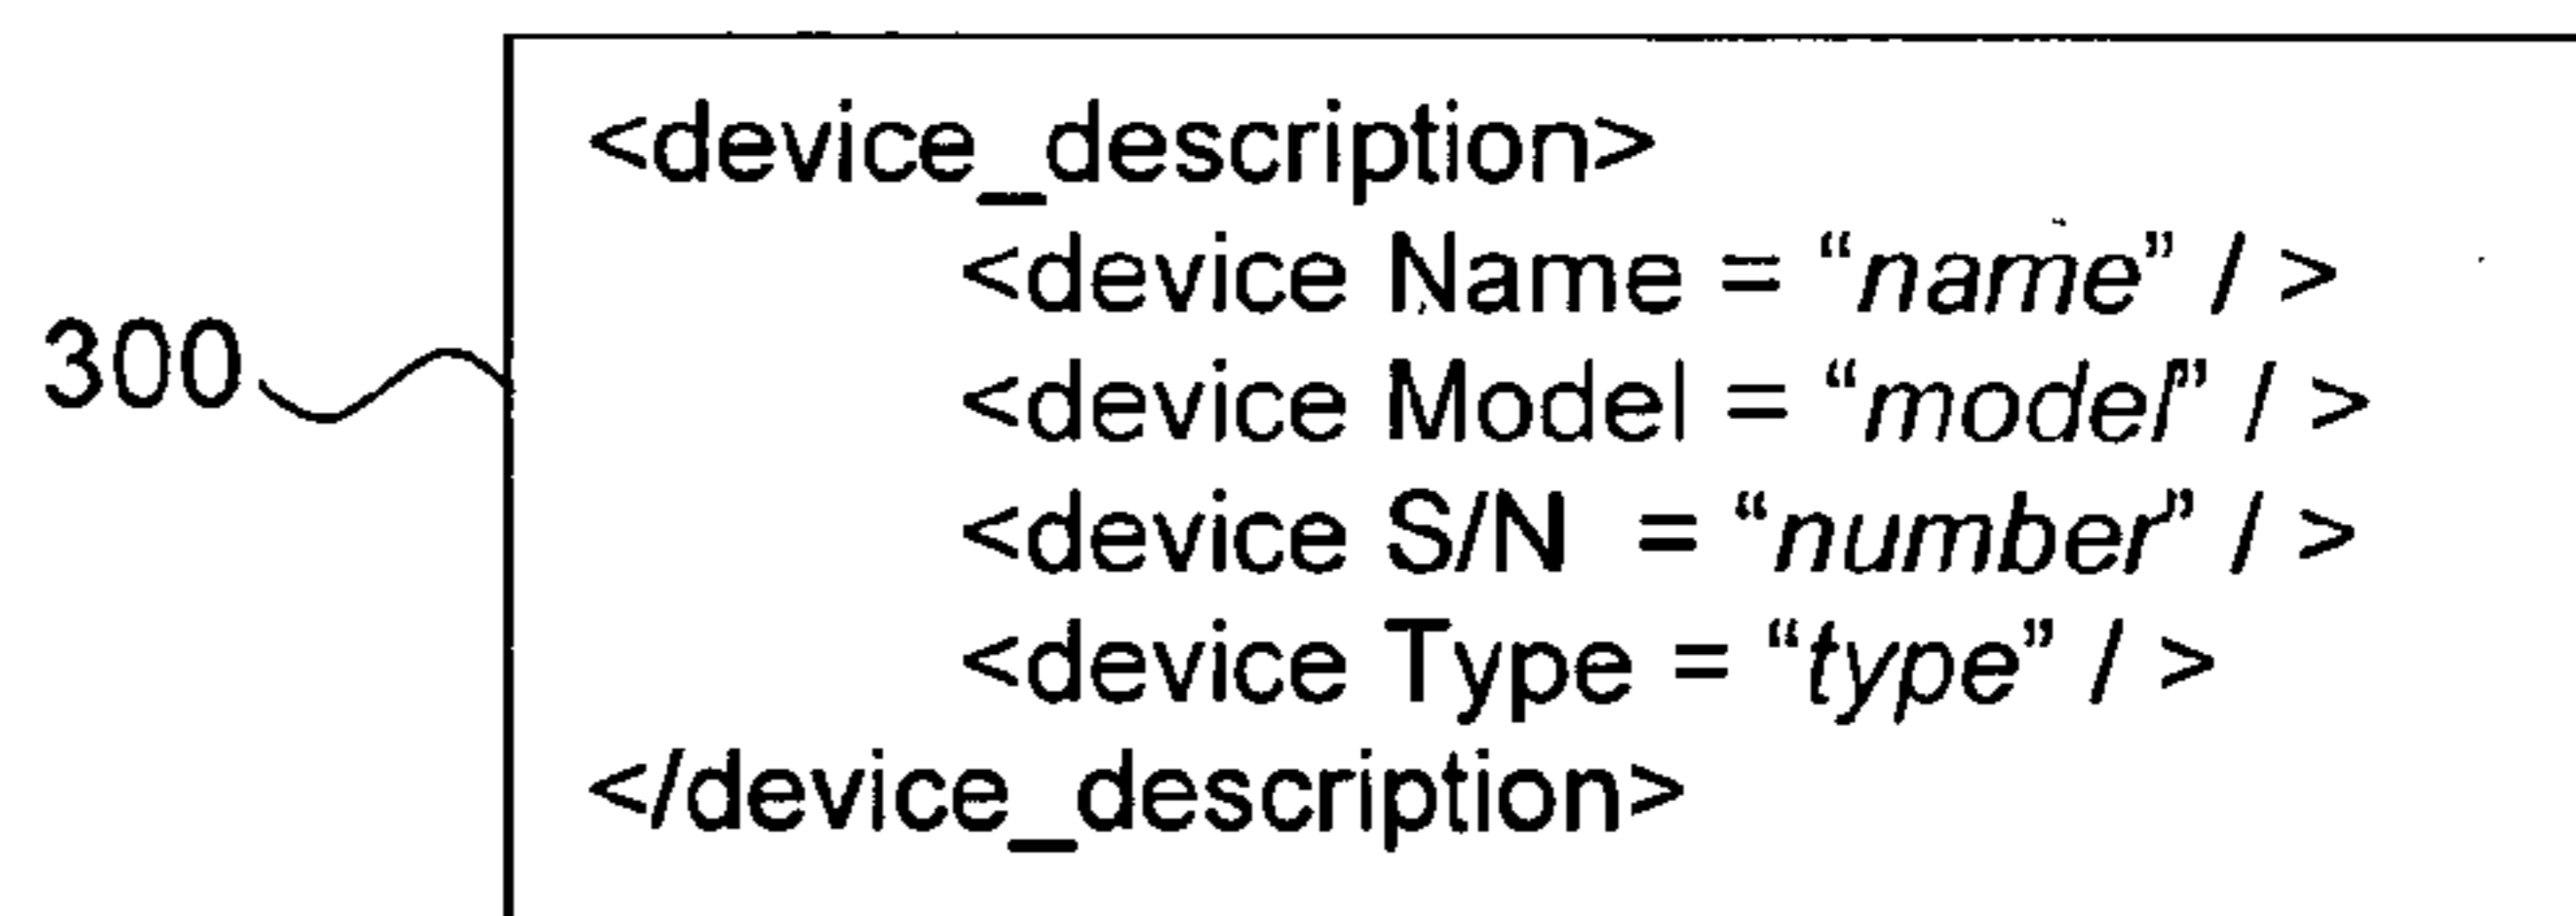 <device_description>
<device Name = “name” / >
300
<device Model = “model” / >
<device S/N = “number” / >
<device Type = “type” / >
</device_description>